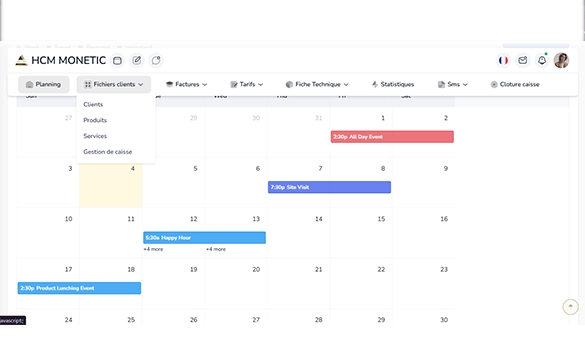 HCM MONETIC
Planning
Fichiers clients
Factures
Tarifs
Fiche Technique
Statistiques
Sms
Cloture caisse
Clients
Produits
Services
Gestion de caisse
Sun Wed Thu Fri Sat
27 29 30 31 1 2
2:30p All Day Event
3 4 5 6 7 8 9
7:30p Site Visit
10 11 12 13 14 15 16
5:30a Happy Hour
+4 more +4 more
17 18 19 20 21 22 23
2:30p Product Lunching Event
24 25 26 27 28 29 30
avascript:;